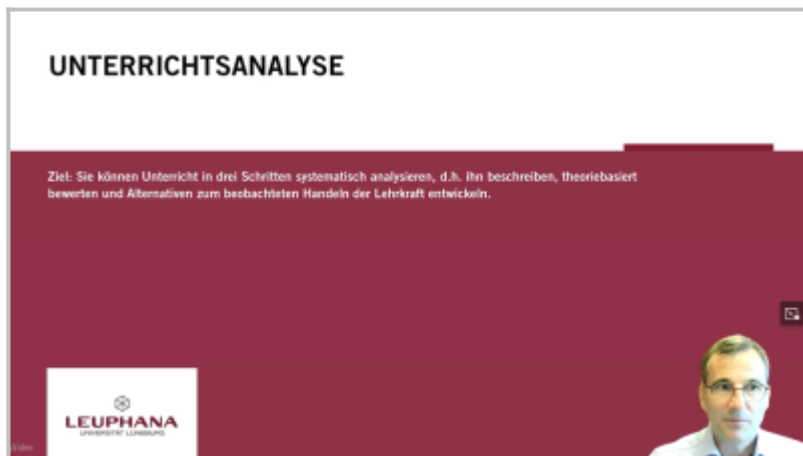 UNTERRICHTSANALYSE
Ziel: Sie können Unterricht in drei Schritten systematisch analysieren, d.h. ihn beschreiben, theoriebasiert
bewerten und Alternativen zum beobachteten Handeln der Lehrkraft entwickeln.
LEUPHANA
UNIVERSITÄT LÜNEBURG
Video